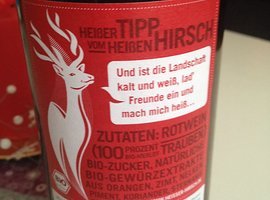 HEIẞER TIPP
VOM HEIẞEN HIRSCH
Und ist die Landschaft
kalt und weiß, lad'
Freunde ein und
mach mich heiß...
ZUTATEN: ROTWEIN
(100 PROZENT
TRAUBEN)
BIO-ZUCKER, NATÜRLICHE
BIO-GEWÜRZEXTRAKTE
AUS ORANGEN, ZIMT, NELKEN
PIMENT, KORIANDER
BIO